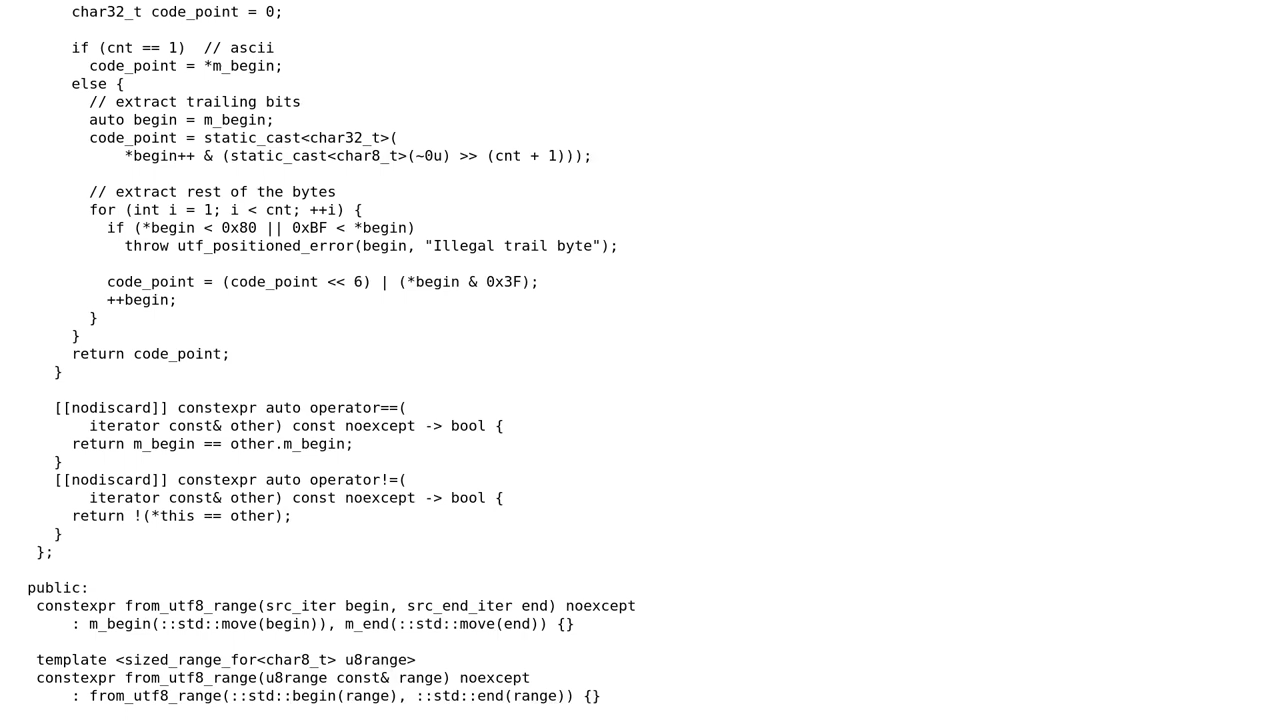 char32_t code_point = 0;
if (cnt == 1)  // ascii
code_point = *m_begin;
else {
// extract trailing bits
auto begin = m_begin;
code_point = static_cast<char32_t>(
*begin++ & (static_cast<char8_t>(~0u) >> (cnt + 1)));
// extract rest of the bytes
for (int i = 1; i < cnt; ++i) {
if (*begin < 0x80 || 0xBF < *begin)
throw utf_positioned_error(begin, "Illegal trail byte");
code_point = (code_point << 6) | (*begin & 0x3F);
++begin;
}
}
return code_point;
}
[[nodiscard]] constexpr auto operator==(
iterator const& other) const noexcept -> bool {
return m_begin == other.m_begin;
}
[[nodiscard]] constexpr auto operator!=(
iterator const& other) const noexcept -> bool {
return !(*this == other);
}
};
public:
constexpr from_utf8_range(src_iter begin, src_end_iter end) noexcept
: m_begin(::std::move(begin)), m_end(::std::move(end)) {}
template <sized_range_for<char8_t> u8range>
constexpr from_utf8_range(u8range const& range) noexcept
: from_utf8_range(::std::begin(range), ::std::end(range)) {}